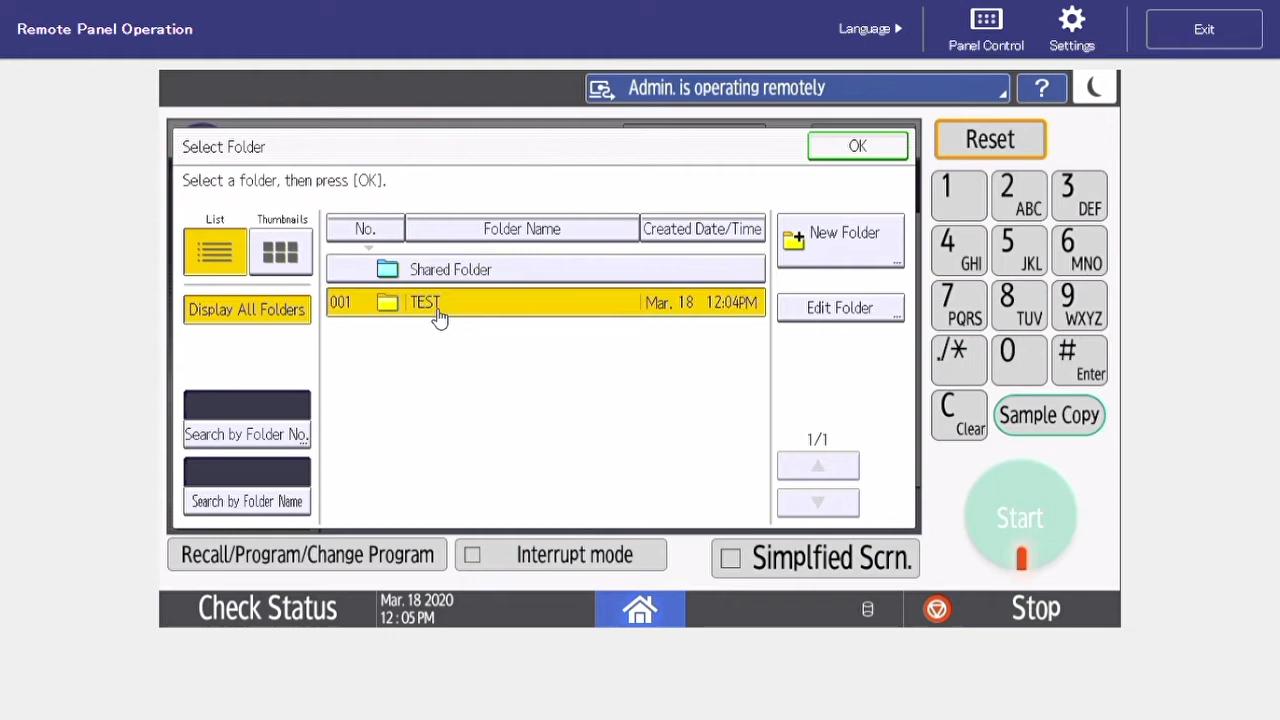 Remote Panel Operation
Language
Panel Control
Settings
Exit
Admin. is operating remotely
?
Select Folder
OK
Reset
Select a folder, then press [OK].
List
Thumbnails
No.
Folder Name
Created Date/Time
New Folder
Shared Folder
Display All Folders
001 TEST Mar. 18 12:04PM
Edit Folder
Search by Folder No.
Search by Folder Name
1/1
1
2 ABC
3 DEF
4 GHI
5 JKL
6 MNO
7 PQRS
8 TUV
9 WXYZ
./*
0
# Enter
C Clear
Sample Copy
Start
Recall/Program/Change Program
Interrupt mode
Simplfied Scrn.
Check Status
Mar. 18 2020
12:05PM
Stop